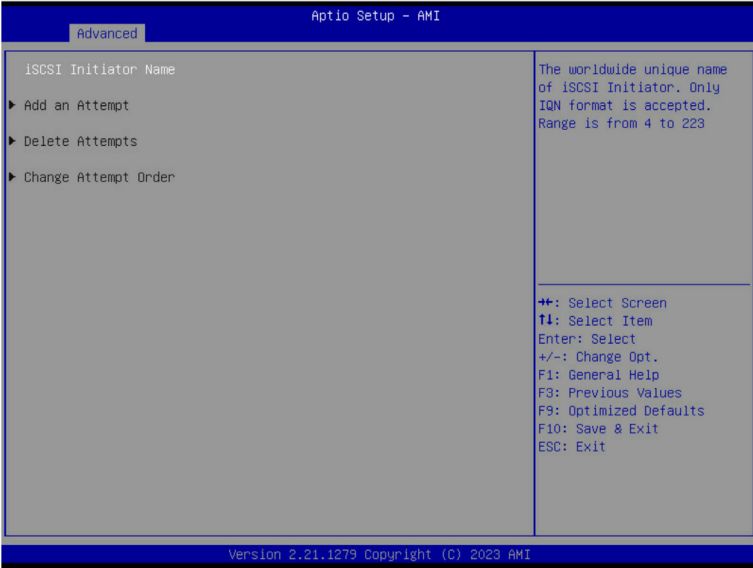 Aptio Setup – AMI
Advanced
iSCSI Initiator Name
▶ Add an Attempt
▶ Delete Attempts
▶ Change Attempt Order
The worldwide unique name
of iSCSI Initiator. Only
IQN format is accepted.
Range is from 4 to 223
→←: Select Screen
↑↓: Select Item
Enter: Select
+/-: Change Opt.
F1: General Help
F3: Previous Values
F9: Optimized Defaults
F10: Save & Exit
ESC: Exit
Version 2.21.1279 Copyright (C) 2023 AMI